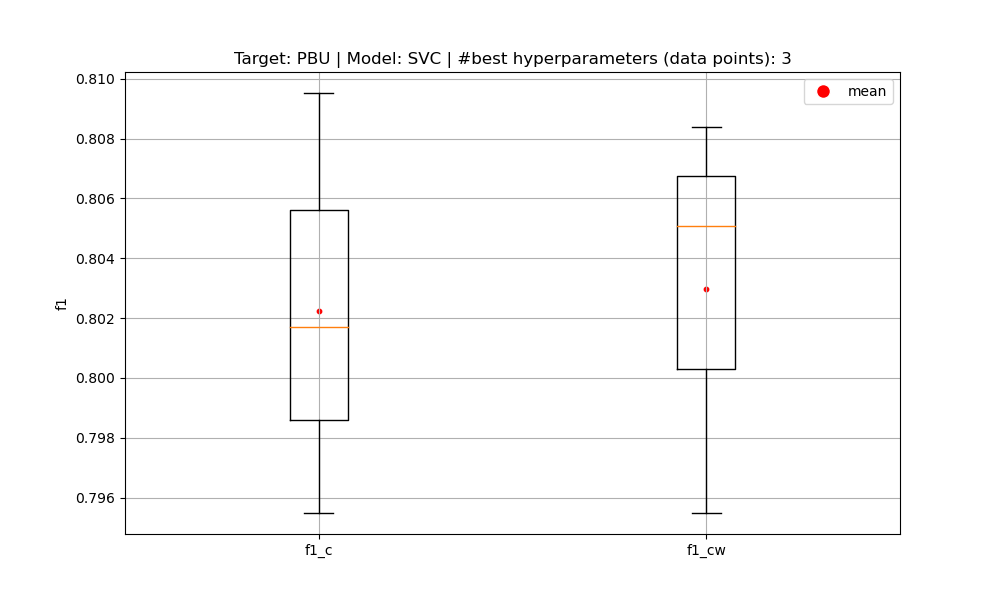 Target: PBU | Model: SVC | #best hyperparameters (data points): 3
0.810
0.808
0.806
0.804
0.802
0.800
0.798
0.796
f1
mean
f1_c
f1_cw